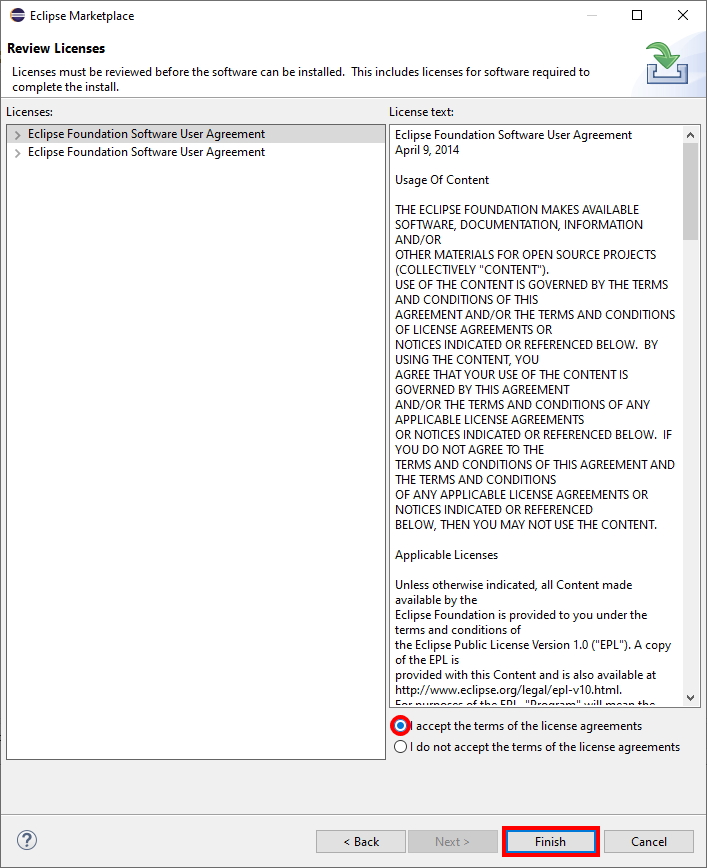 Eclipse Marketplace
Review Licenses
Licenses must be reviewed before the software can be installed.  This includes licenses for software required to
complete the install.
Licenses:
Eclipse Foundation Software User Agreement
Eclipse Foundation Software User Agreement
License text:
Eclipse Foundation Software User Agreement
April 9, 2014
Usage Of Content
THE ECLIPSE FOUNDATION MAKES AVAILABLE
SOFTWARE, DOCUMENTATION, INFORMATION
AND/OR
OTHER MATERIALS FOR OPEN SOURCE PROJECTS
(COLLECTIVELY "CONTENT").
USE OF THE CONTENT IS GOVERNED BY THE TERMS
AND CONDITIONS OF THIS
AGREEMENT AND/OR THE TERMS AND CONDITIONS
OF LICENSE AGREEMENTS OR
NOTICES INDICATED OR REFERENCED BELOW.  BY
USING THE CONTENT, YOU
AGREE THAT YOUR USE OF THE CONTENT IS
GOVERNED BY THIS AGREEMENT
AND/OR THE TERMS AND CONDITIONS OF ANY
APPLICABLE LICENSE AGREEMENTS
OR NOTICES INDICATED OR REFERENCED BELOW.  IF
YOU DO NOT AGREE TO THE
TERMS AND CONDITIONS OF THIS AGREEMENT AND
THE TERMS AND CONDITIONS
OF ANY APPLICABLE LICENSE AGREEMENTS OR
NOTICES INDICATED OR REFERENCED
BELOW, THEN YOU MAY NOT USE THE CONTENT.
Applicable Licenses
Unless otherwise indicated, all Content made
available by the
Eclipse Foundation is provided to you under the
terms and conditions of
the Eclipse Public License Version 1.0 ("EPL"). A copy
of the EPL is
provided with this Content and is also available at
http://www.eclipse.org/legal/epl-v10.html.
For purposes of the EPL, "Program" will mean the
I accept the terms of the license agreements
I do not accept the terms of the license agreements
?
< Back
Next >
Finish
Cancel